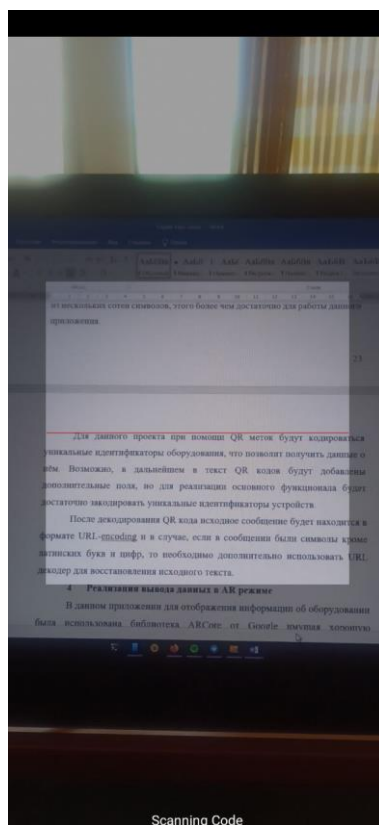 из нескольких сотен символов, этого более чем достаточно для работы данного
приложения.
23
Для данного проекта при помощи QR меток будут кодироваться
уникальные идентификаторы оборудования, что позволит получить данные о
нём. Возможно, в дальнейшем в текст QR кодов будут добавлены
дополнительные поля, но для реализации основного функционала будет
достаточно закодировать уникальные идентификаторы устройств.
После декодирования QR кода исходное сообщение будет находится в
формате URL-encoding и в случае, если в сообщения были символы кроме
латинских букв и цифр, то необходимо дополнительно использовать URL
декодер для восстановления исходного текста.
4 Реализация вывода данных в AR режиме
В данном приложении для отображения информации об оборудовании
была использована библиотека ARCore от Google имущая хорошую
Scanning Code